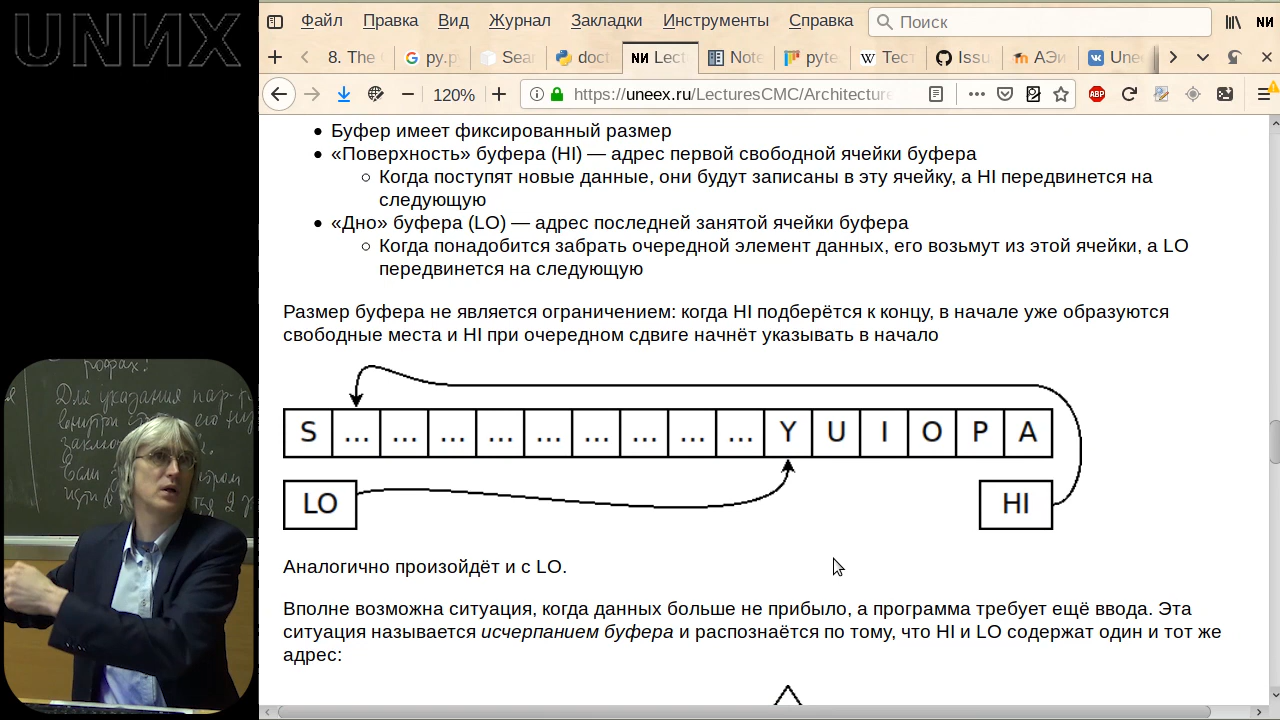 UNИX
Файл Правка Вид Журнал Закладки Инструменты Справка Поиск
8. The G ру.р Sear doct Lect Note pyte Тест Issu АЭи Unee
120% https://uneex.ru/LecturesCMC/Architecture
Буфер имеет фиксированный размер
«Поверхность» буфера (HI) — адрес первой свободной ячейки буфера
Когда поступят новые данные, они будут записаны в эту ячейку, а HI передвинется на
следующую
«Дно» буфера (LO) — адрес последней занятой ячейки буфера
Когда понадобится забрать очередной элемент данных, его возьмут из этой ячейки, а LO
передвинется на следующую
Размер буфера не является ограничением: когда HI подберётся к концу, в начале уже образуются
свободные места и HI при очередном сдвиге начнёт указывать в начало
S ... ... ... ... ... ... ... ... ... Y U I O P A
LO HI
Аналогично произойдёт и с LO.
Вполне возможна ситуация, когда данных больше не прибыло, а программа требует ещё ввода. Эта
ситуация называется исчерпанием буфера и распознаётся по тому, что HI и LO содержат один и тот же
адрес:
Для указания